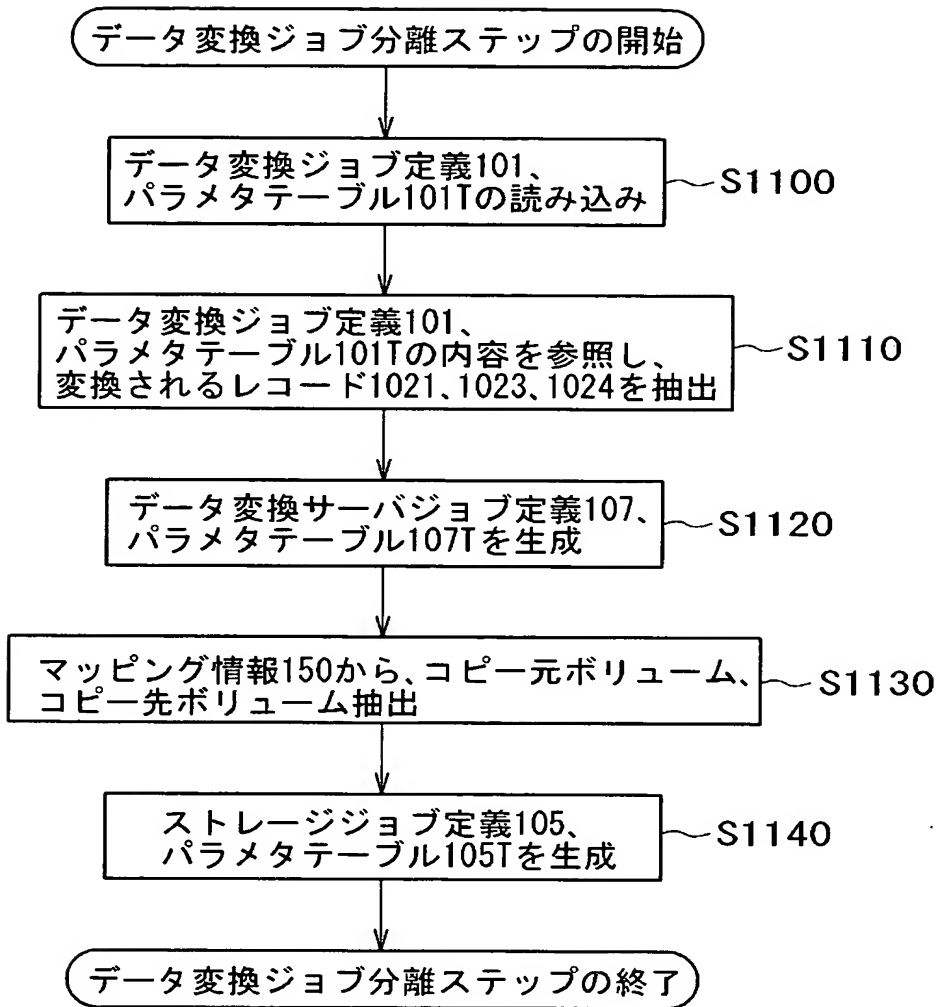 データ変換ジョブ分離ステップの開始
データ変換ジョブ定義101、
パラメタテーブル101Tの読み込み
S1100
データ変換ジョブ定義101、
パラメタテーブル101Tの内容を参照し、
変換されるレコード1021、1023、1024を抽出
S1110
データ変換サーバジョブ定義107、
パラメタテーブル107Tを生成
S1120
マッピング情報150から、コピー元ボリューム、
コピー先ボリューム抽出
S1130
ストレージジョブ定義105、
パラメタテーブル105Tを生成
S1140
データ変換ジョブ分離ステップの終了